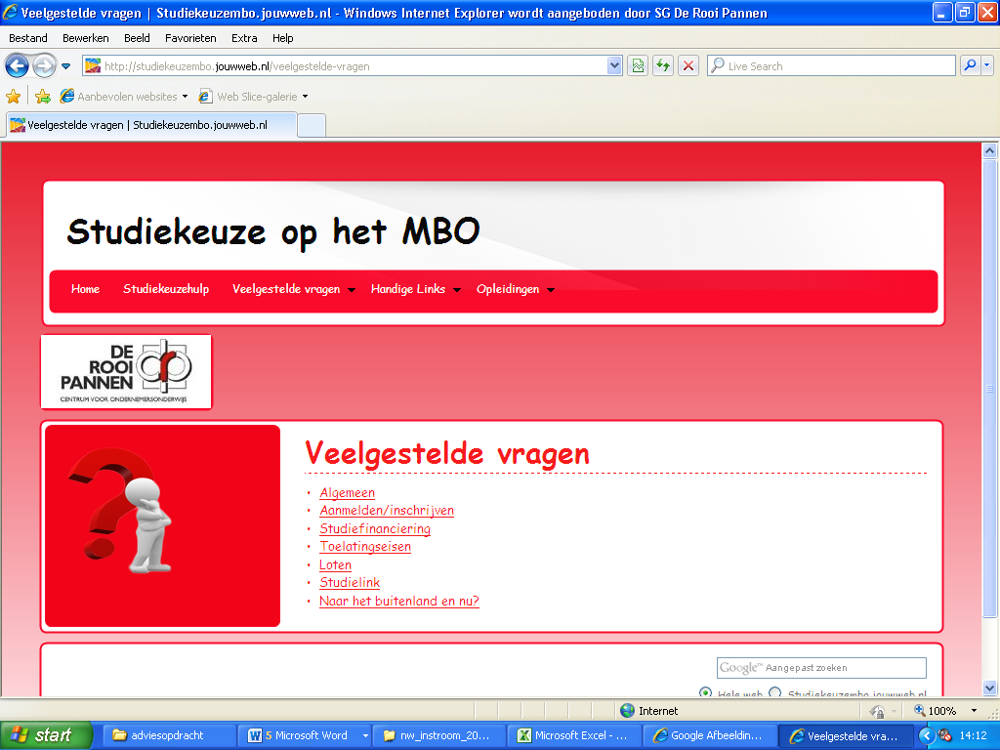 Veelgestelde vragen | Studiekeuzembo.jouwweb.nl - Windows Internet Explorer wordt aangeboden door SG De Rooi Pannen
Bestand Bewerken Beeld Favorieten Extra Help
http://studiekeuzembo.jouwweb.nl/veelgestelde-vragen Live Search
Aanbevolen websites Web Slice-galerie
Veelgestelde vragen | Studiekeuzembo.jouwweb.nl
Studiekeuze op het MBO
Home Studiekeuzehulp Veelgestelde vragen Handige Links Opleidingen
DE
ROOI
PANNEN
CENTRUM VOOR ONDERNEMERSONDERWIJS
Veelgestelde vragen
• Algemeen
• Aanmelden/inschrijven
• Studiefinanciering
• Toelatingseisen
• Loten
• Studielink
• Naar het buitenland en nu?
Google™ Aangepast zoeken
Hele web Studiekeuzembo.jouwweb.nl
Internet 100%
start adviesopdracht 5 Microsoft Word nw_instroom_20... Microsoft Excel - ... Google Afbeeldin... Veelgestelde vra... 14:12